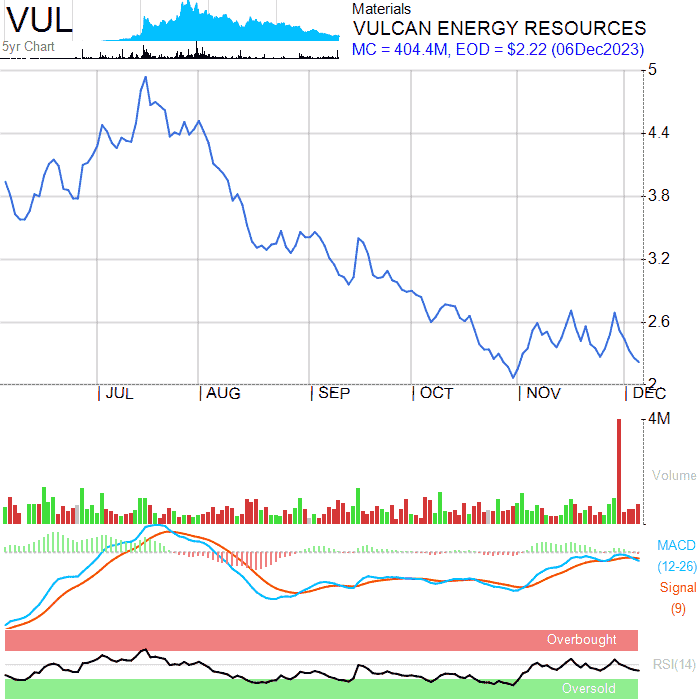 VUL
5yr Chart
Materials
VULCAN ENERGY RESOURCES
MC = 404.4M, EOD = $2.22 (06Dec2023)
5
4.4
3.8
3.2
2.6
2
JUL AUG SEP OCT NOV DEC
4M
Volume
MACD
(12-26)
Signal
(9)
Overbought
RSI(14)
Oversold